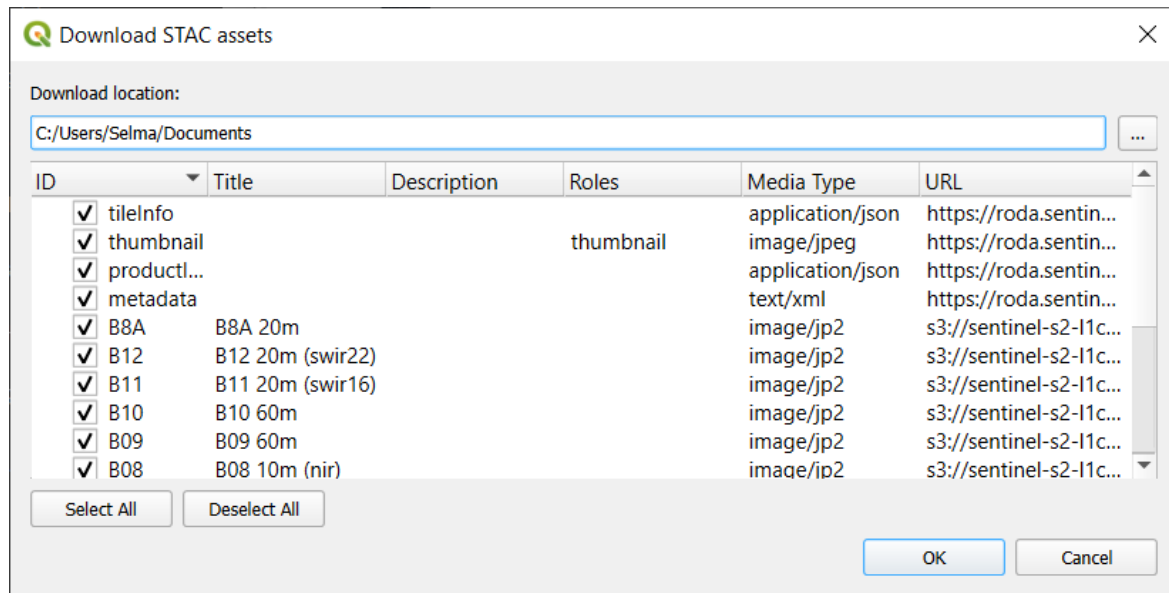 Download STAC assets
Download location:
C:/Users/Selma/Documents
...
ID Title Description Roles Media Type URL
tileInfo application/json https://roda.sentin...
thumbnail thumbnail image/jpeg https://roda.sentin...
productI... application/json https://roda.sentin...
metadata text/xml https://roda.sentin...
B8A B8A 20m image/jp2 s3://sentinel-s2-l1c...
B12 B12 20m (swir22) image/jp2 s3://sentinel-s2-l1c...
B11 B11 20m (swir16) image/jp2 s3://sentinel-s2-l1c...
B10 B10 60m image/jp2 s3://sentinel-s2-l1c...
B09 B09 60m image/jp2 s3://sentinel-s2-l1c...
B08 B08 10m (nir) image/jp2 s3://sentinel-s2-l1c...
Select All Deselect All
OK Cancel